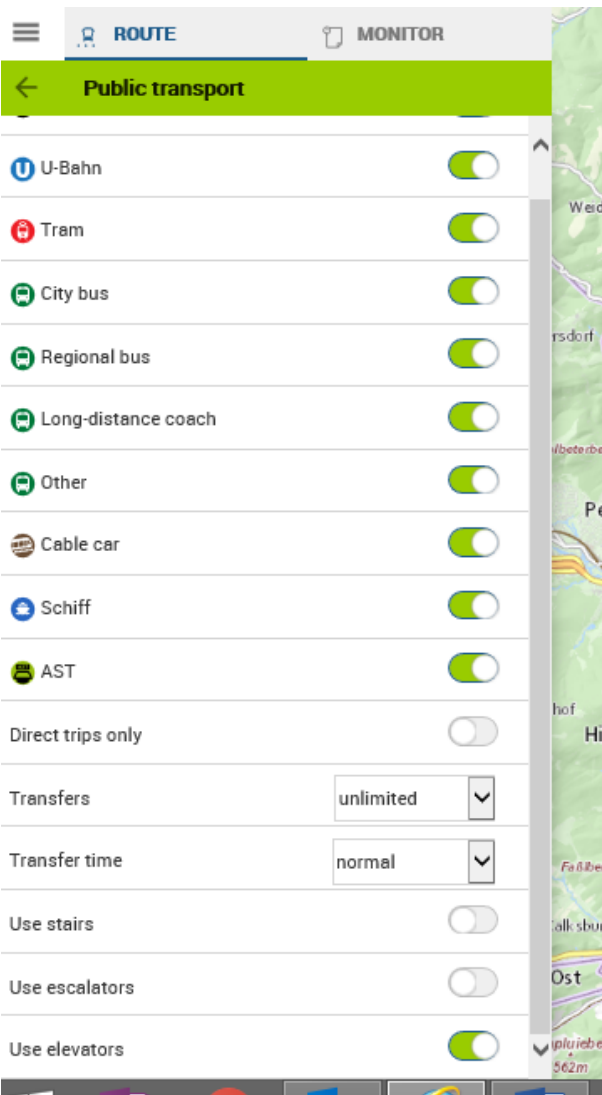 ROUTE
MONITOR
Public transport
U-Bahn
Tram
City bus
Regional bus
Long-distance coach
Other
Cable car
Schiff
AST
Direct trips only
Transfers
unlimited
Transfer time
normal
Use stairs
Use escalators
Use elevators
Weid
rsdorf
Pe
hof
Hi
Faßlbe
alksbur
Ost
562m